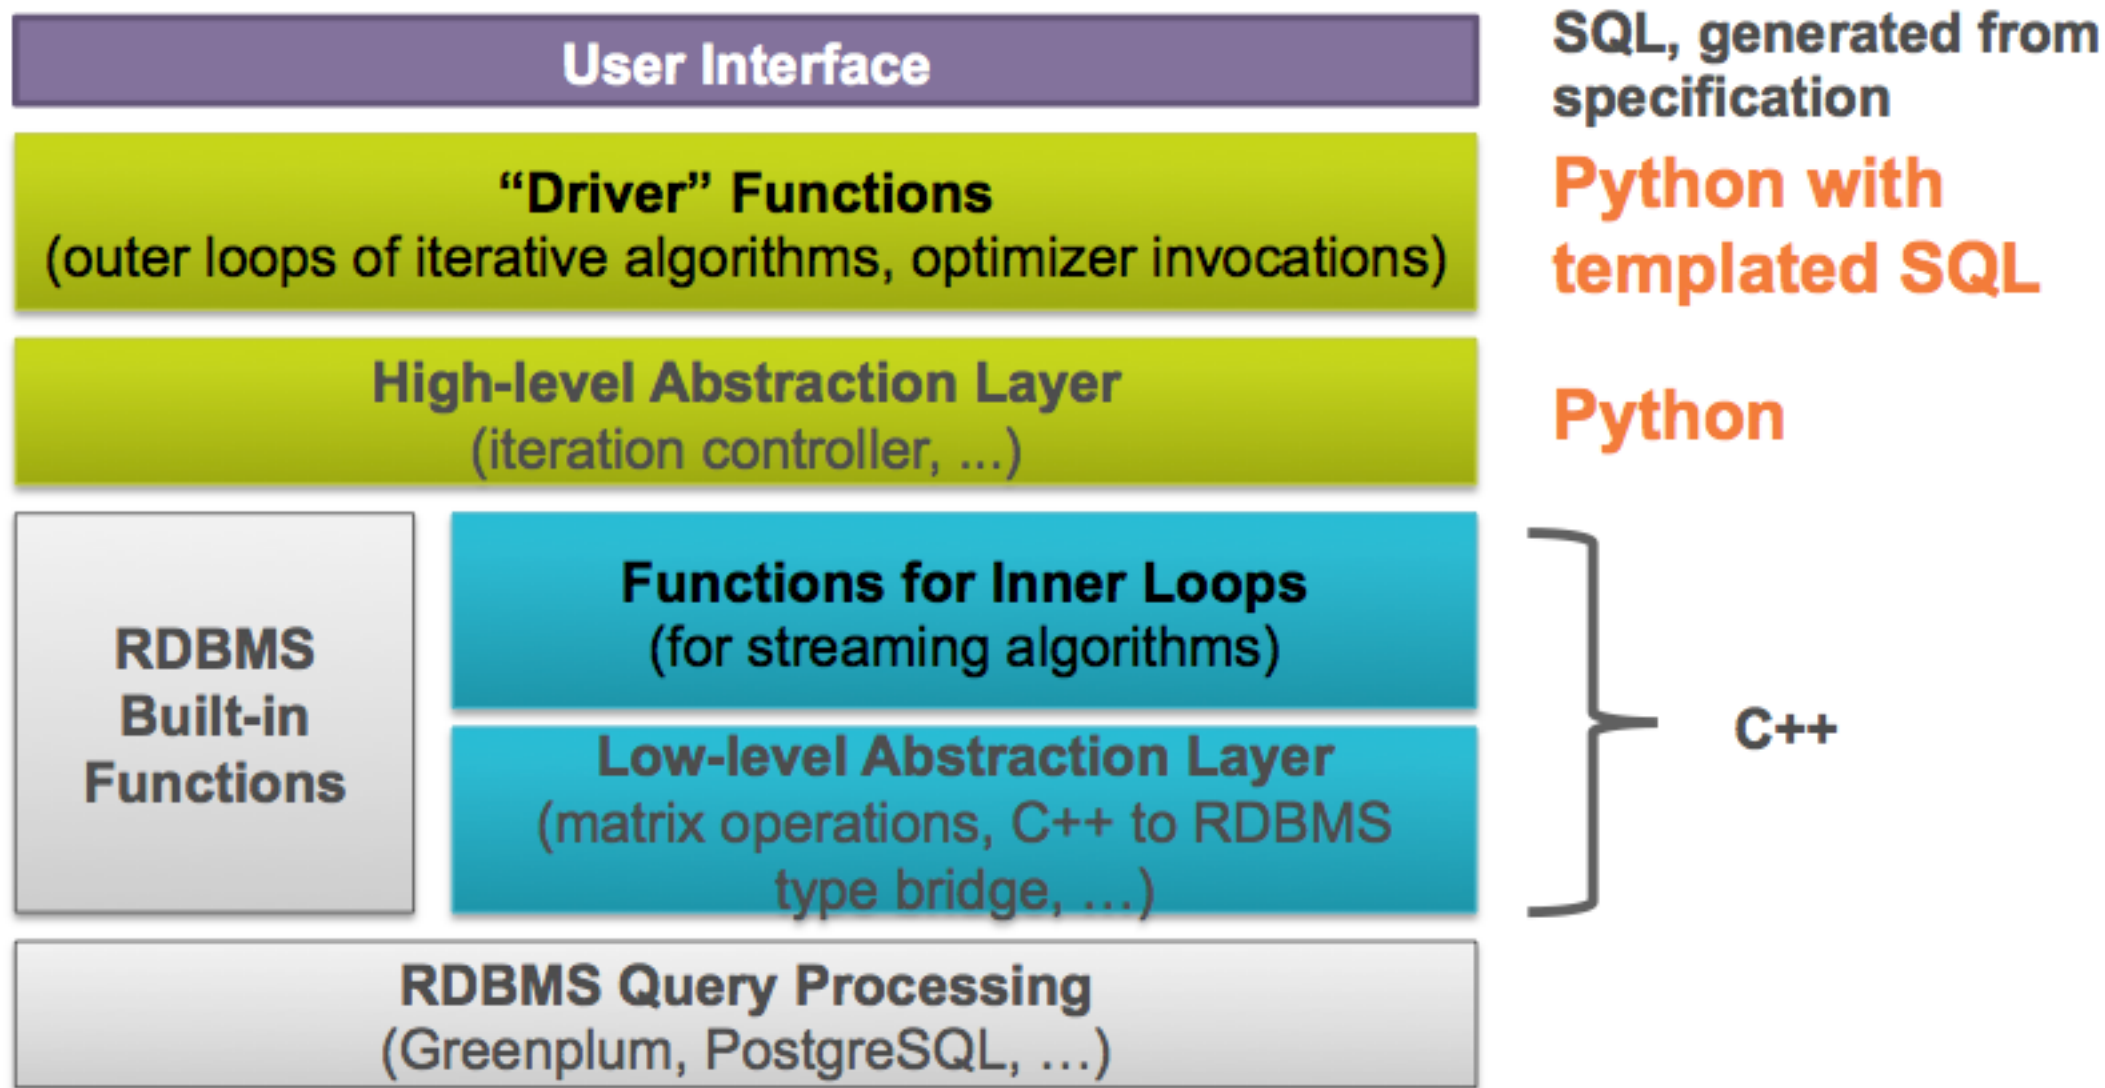 User Interface
SQL, generated from
specification
“Driver” Functions
(outer loops of iterative algorithms, optimizer invocations)
Python with
templated SQL
High-level Abstraction Layer
(iteration controller, ...)
Python
RDBMS
Built-in
Functions
Functions for Inner Loops
(for streaming algorithms)
Low-level Abstraction Layer
(matrix operations, C++ to RDBMS
type bridge, …)
C++
RDBMS Query Processing
(Greenplum, PostgreSQL, …)